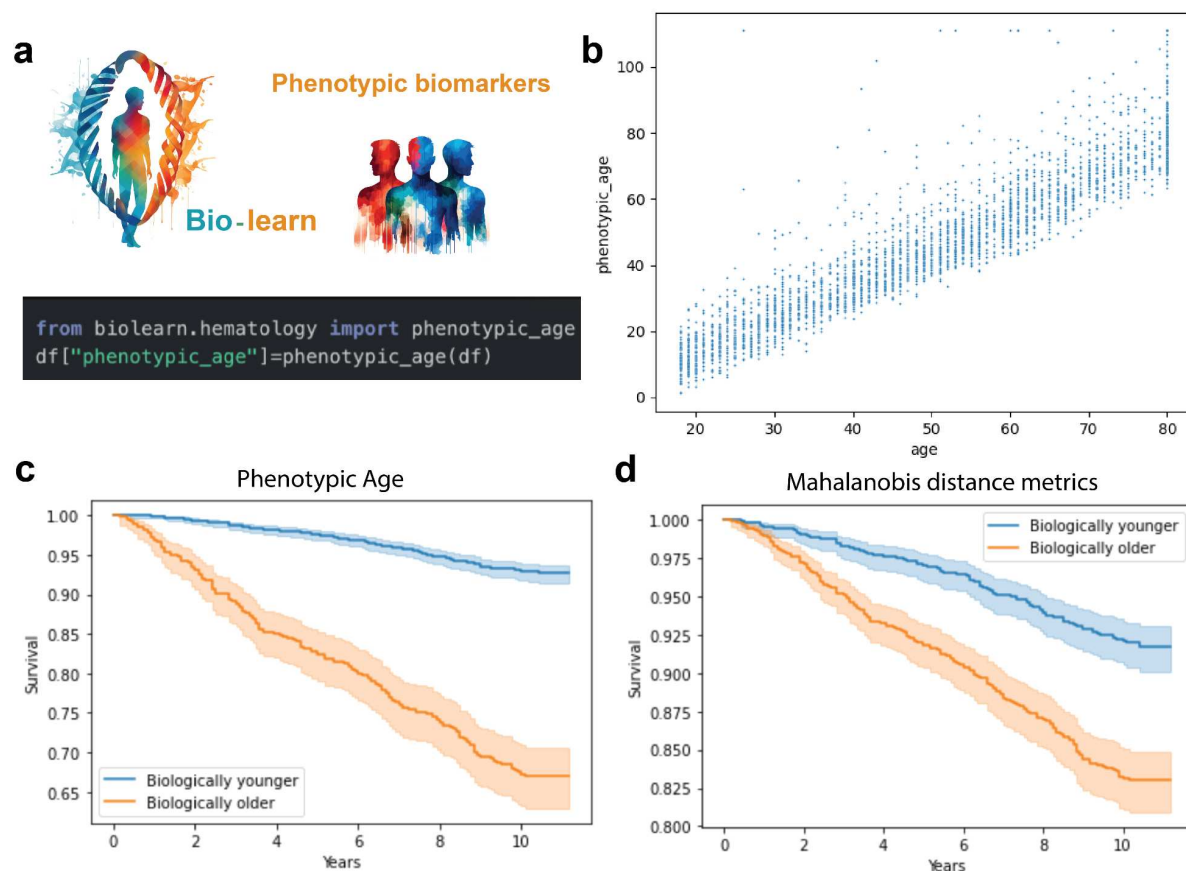 a
Phenotypic biomarkers
Bio-learn
from biolearn.hematology import phenotypic_age
df["phenotypic_age"]=phenotypic_age(df)
b
100
80
60
40
20
0
phenotypic_age
20 30 40 50 60 70 80
age
c
Phenotypic Age
1.00
0.95
0.90
0.85
0.80
0.75
0.70
0.65
Survival
Biologically younger
Biologically older
0 2 4 6 8 10
Years
d
Mahalanobis distance metrics
1.000
0.975
0.950
0.925
0.900
0.875
0.850
0.825
0.800
Survival
Biologically younger
Biologically older
0 2 4 6 8 10
Years